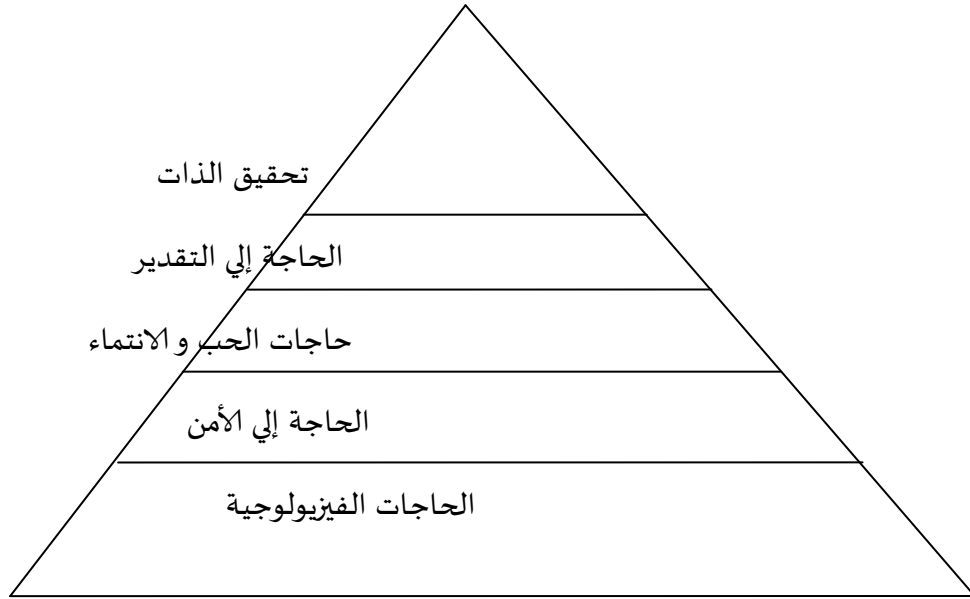 تحقيق الذات
الحاجة إلي التقدير
حاجات الحب و الانتماء
الحاجة إلي الأمن
الحاجات الفيزيولوجية